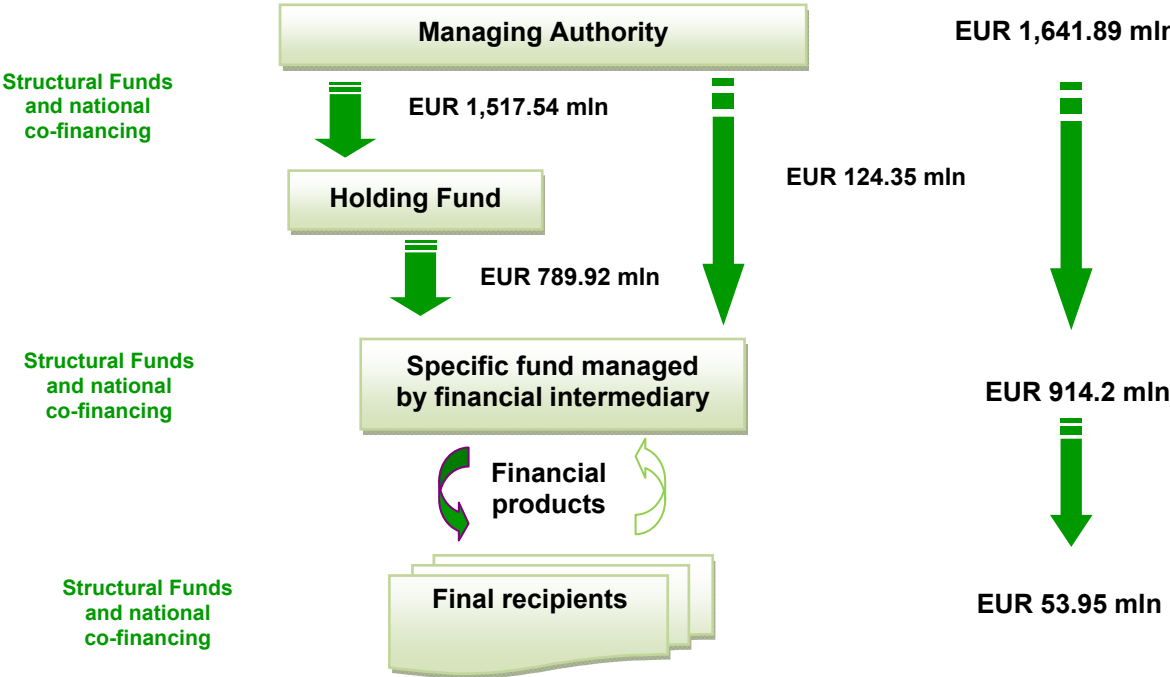 Managing Authority
EUR 1,641.89 mln
Structural Funds
and national
co-financing
EUR 1,517.54 mln
EUR 124.35 mln
Holding Fund
EUR 789.92 mln
Structural Funds
and national
co-financing
Specific fund managed
by financial intermediary
EUR 914.2 mln
Financial
products
Structural Funds
and national
co-financing
Final recipients
EUR 53.95 mln